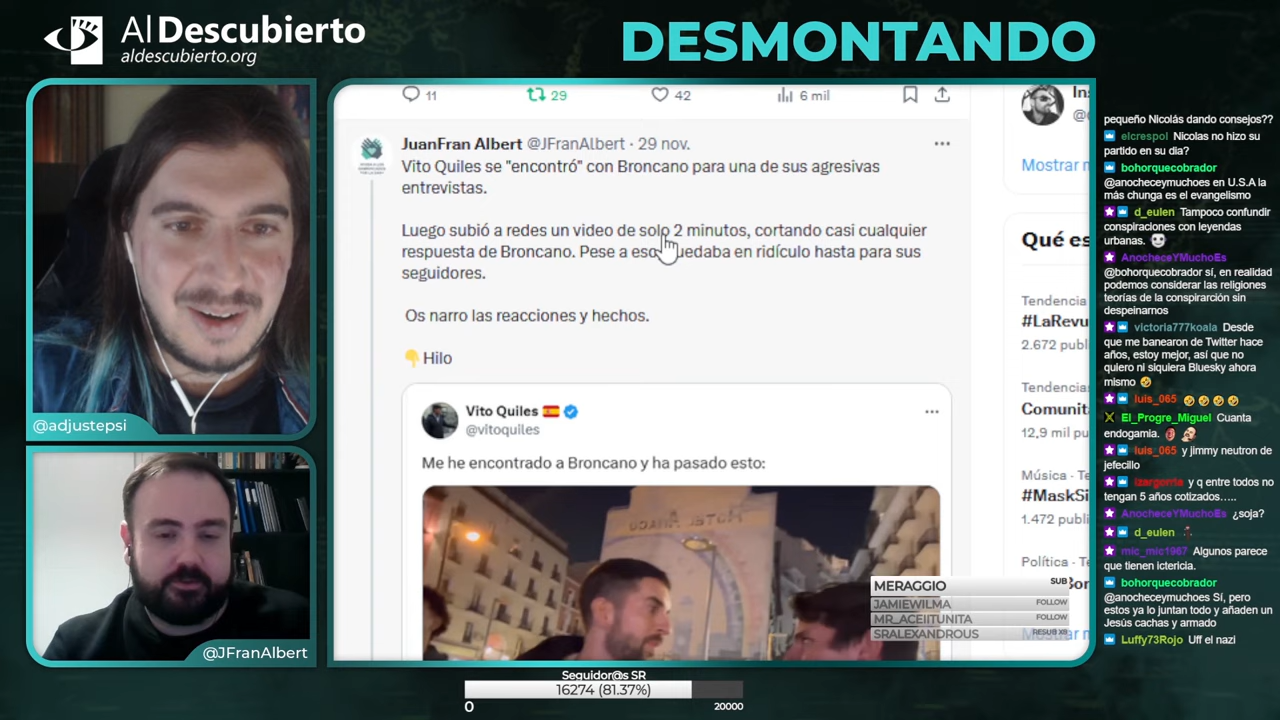 Al Descubierto
aldescubierto.org
DESMONTANDO
@adjustepsi
@JFranAlbert
11
29
42
6 mil
JuanFran Albert @JFranAlbert · 29 nov.
Vito Quiles se "encontró" con Broncano para una de sus agresivas
entrevistas.
Luego subió a redes un video de solo 2 minutos, cortando casi cualquier
respuesta de Broncano. Pese a eso quedaba en ridículo hasta para sus
seguidores.
Os narro las reacciones y hechos.
Hilo
Vito Quiles
@vitoquiles
Me he encontrado a Broncano y ha pasado esto:
Mostrar
Qué es
Tendencia
#LaRevu
2.672 publ
Tendencias
Comunit
12,9 mil pu
Música · Te
#MaskSi
1.472 publi
Política · Te
MERAGGIO SUB
JAMIEWILMA FOLLOW
MR_ACEIITUNITA FOLLOW
SRALEXANDROUS RESUB X9
pequeño Nicolás dando consejos??
elcrespol Nicolas no hizo su
partido en su dia?
bohorquecobrador
@anocheceymuchoes en U.S.A la
más chunga es el evangelismo
d_eulen Tampoco confundir
conspiraciones con leyendas
urbanas.
AnocheceYMuchoEs
@bohorquecobrador sí, en realidad
podemos considerar las religiones
teorías de la conspirarción sin
despeinarnos
victoria777koala Desde
que me banearon de Twitter hace
años, estoy mejor, así que no
quiero ni siquiera Bluesky ahora
mismo
luis_065
El_Progre_Miguel Cuanta
endogamia.
luis_065 y jimmy neutron de
jefecillo
izargorria y q entre todos no
tengan 5 años cotizados.....
AnocheceYMuchoEs ¿soja?
d_eulen
mic_mic1967 Algunos parece
que tienen ictericia.
bohorquecobrador
@anocheceymuchoes Sí, pero
estos ya lo juntan todo y añaden un
Jesús cachas y armado
Luffy73Rojo Uff el nazi
Seguidor@s SR
16274 (81.37%)
0
20000